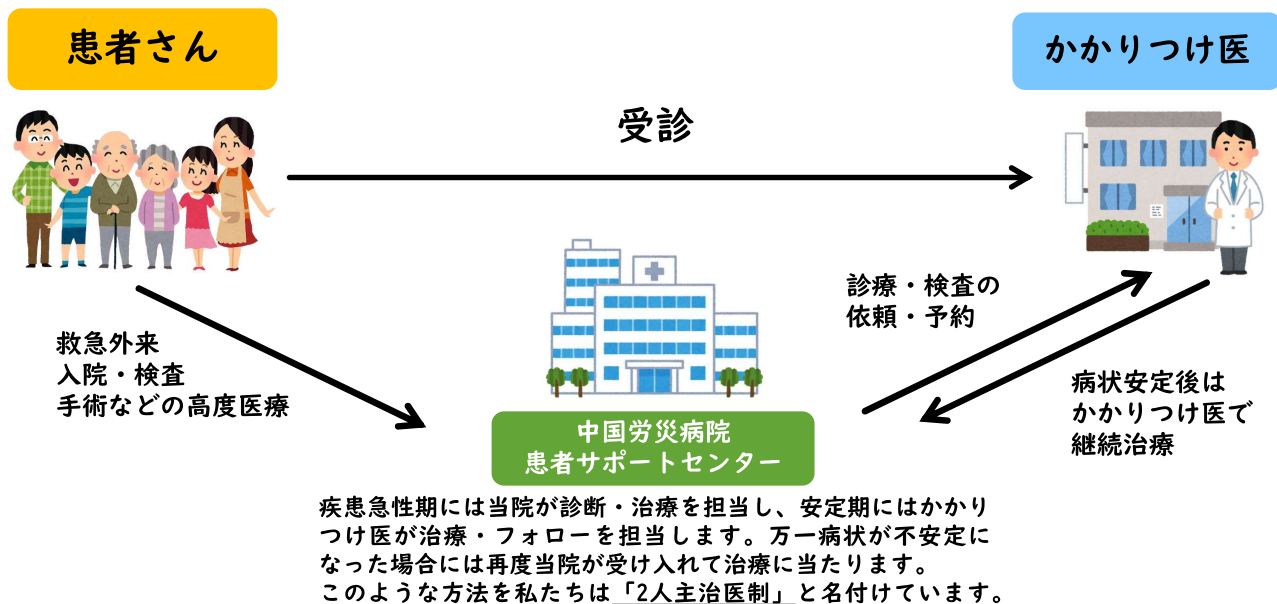 患者さん
かかりつけ医
受診
診療・検査の
依頼・予約
救急外来
入院・検査
手術などの高度医療
病状安定後は
かかりつけ医で
継続治療
中国労災病院
患者サポートセンター
疾患急性期には当院が診断・治療を担当し、安定期にはかかり
つけ医が治療・フォローを担当します。万一病状が不安定に
なった場合には再度当院が受け入れて治療に当たります。
このような方法を私たちは「2人主治医制」と名付けています。